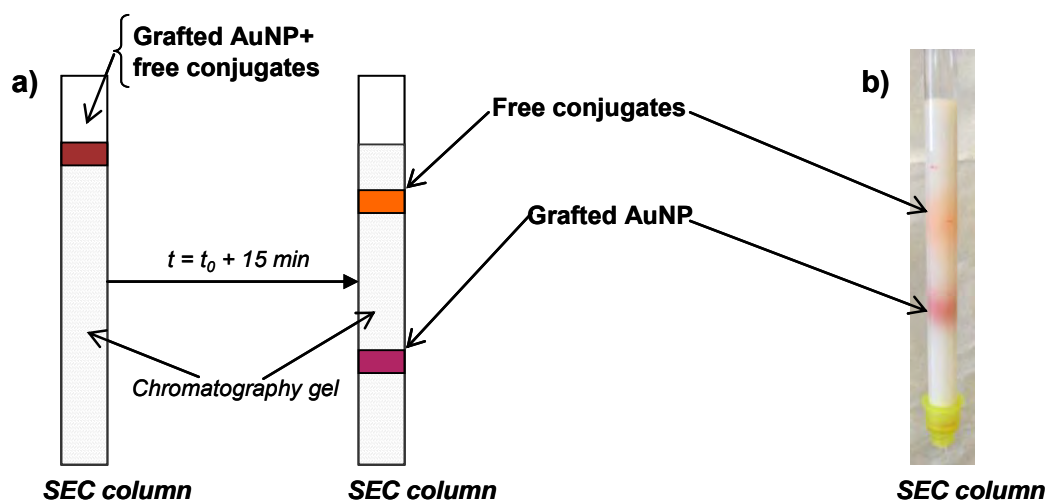 Grafted AuNP+
free conjugates
a)
b)
Free conjugates
Grafted AuNP
t = t0 + 15 min
Chromatography gel
SEC column
SEC column
SEC column